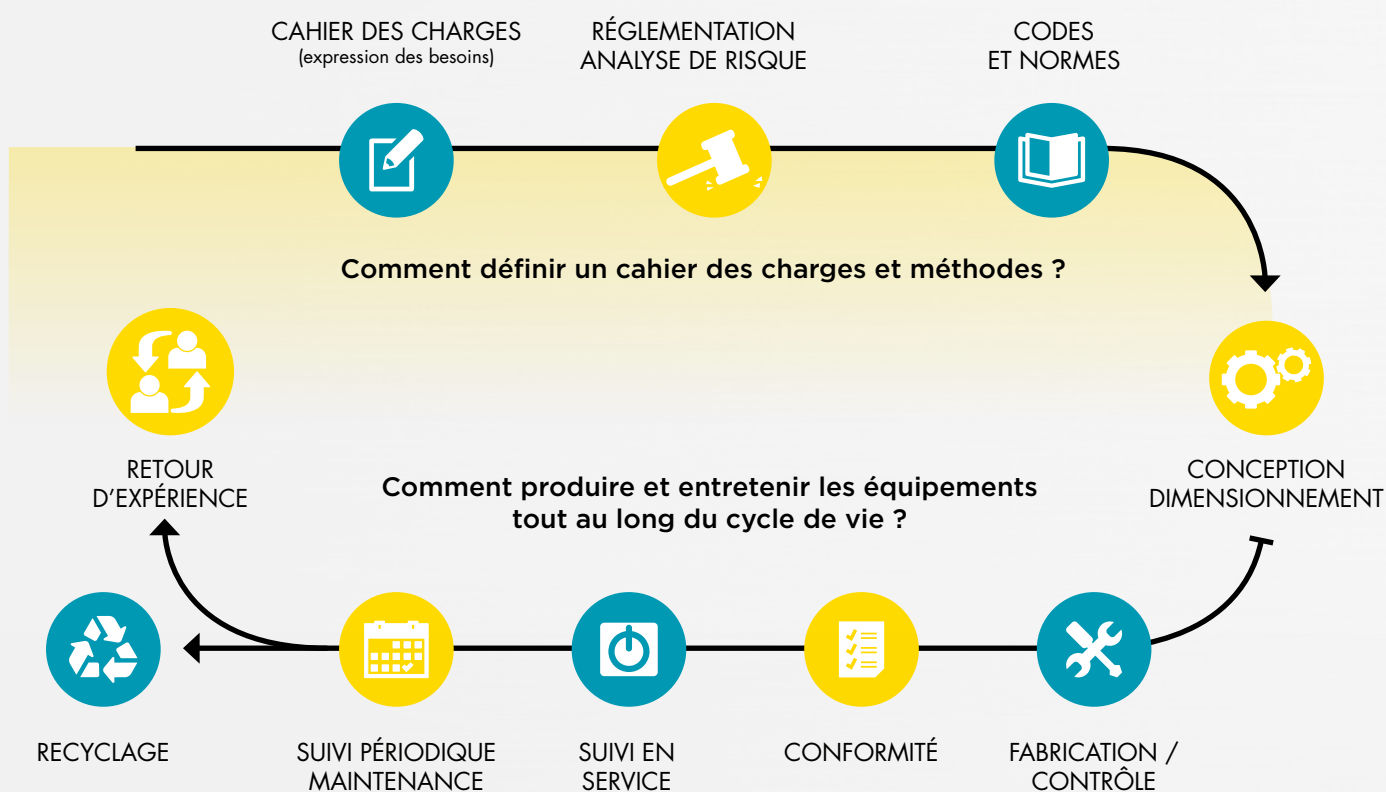 CAHIER DES CHARGES
(expression des besoins)
RÉGLEMENTATION
ANALYSE DE RISQUE
CODES
ET NORMES
Comment définir un cahier des charges et méthodes ?
RETOUR
D’EXPÉRIENCE
Comment produire et entretenir les équipements
tout au long du cycle de vie ?
CONCEPTION
DIMENSIONNEMENT
RECYCLAGE
SUIVI PÉRIODIQUE
MAINTENANCE
SUIVI EN
SERVICE
CONFORMITÉ
FABRICATION /
CONTRÔLE